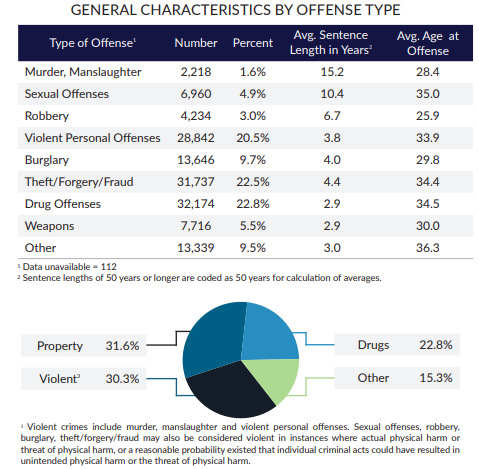 GENERAL CHARACTERISTICS BY OFFENSE TYPE
Type of Offense¹ Number Percent Avg. Sentence Length in Years² Avg. Age at Offense
Murder, Manslaughter 2,218 1.6% 15.2 28.4
Sexual Offenses 6,960 4.9% 10.4 35.0
Robbery 4,234 3.0% 6.7 25.9
Violent Personal Offenses 28,842 20.5% 3.8 33.9
Burglary 13,646 9.7% 4.0 29.8
Theft/Forgery/Fraud 31,737 22.5% 4.4 34.4
Drug Offenses 32,174 22.8% 2.9 34.5
Weapons 7,716 5.5% 2.9 30.0
Other 13,339 9.5% 3.0 36.3
¹ Data unavailable = 112
² Sentence lengths of 50 years or longer are coded as 50 years for calculation of averages.
Property 31.6%
Violent³ 30.3%
Drugs 22.8%
Other 15.3%
³ Violent crimes include murder, manslaughter and violent personal offenses. Sexual offenses, robbery,
burglary, theft/forgery/fraud may also be considered violent in instances where actual physical harm or
threat of physical harm, or a reasonable probability existed that individual criminal acts could have resulted in
unintended physical harm or the threat of physical harm.